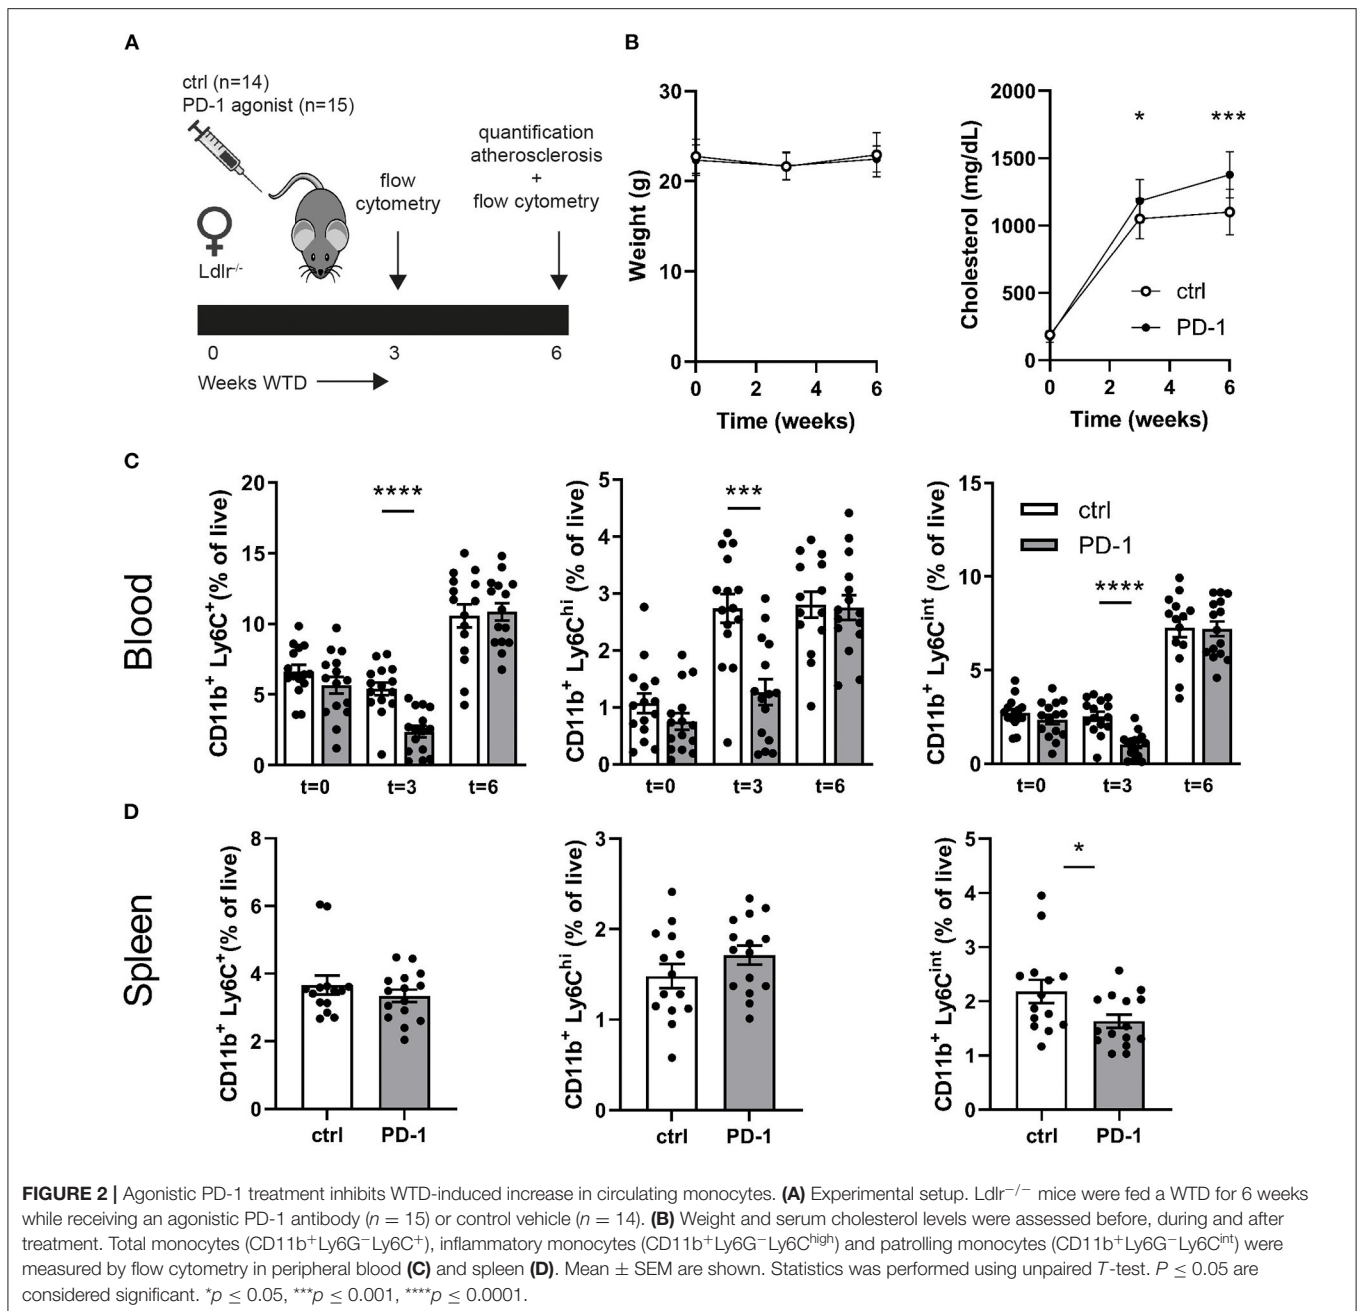 A
ctrl (n=14)
PD-1 agonist (n=15)
Ldlr-/-
flow
cytometry
quantification
atherosclerosis
+
flow cytometry
0
3
6
Weeks WTD
B
30
20
10
0
Weight (g)
0 2 4 6
Time (weeks)
2000
1500
1000
500
0
Cholesterol (mg/dL)
* ***
ctrl
PD-1
0 2 4 6
Time (weeks)
C
Blood
CD11b+ Ly6C+(% of live)
20
15
10
5
0
****
t=0 t=3 t=6
CD11b+ Ly6Chi (% of live)
5
4
3
2
1
0
***
t=0 t=3 t=6
CD11b+ Ly6Cint (% of live)
15
10
5
0
ctrl
PD-1
****
t=0 t=3 t=6
D
Spleen
CD11b+ Ly6C+(% of live)
8
6
4
2
0
ctrl PD-1
CD11b+ Ly6Chi (% of live)
3
2
1
0
ctrl PD-1
CD11b+ Ly6Cint (% of live)
5
4
3
2
1
0
*
ctrl PD-1
FIGURE 2 | Agonistic PD-1 treatment inhibits WTD-induced increase in circulating monocytes. (A) Experimental setup. Ldlr−/− mice were fed a WTD for 6 weeks
while receiving an agonistic PD-1 antibody (n = 15) or control vehicle (n = 14). (B) Weight and serum cholesterol levels were assessed before, during and after
treatment. Total monocytes (CD11b+Ly6G−Ly6C+), inflammatory monocytes (CD11b+Ly6G−Ly6Chigh) and patrolling monocytes (CD11b+Ly6G−Ly6Cint) were
measured by flow cytometry in peripheral blood (C) and spleen (D). Mean ± SEM are shown. Statistics was performed using unpaired T-test. P ≤ 0.05 are
considered significant. *p ≤ 0.05, ***p ≤ 0.001, ****p ≤ 0.0001.